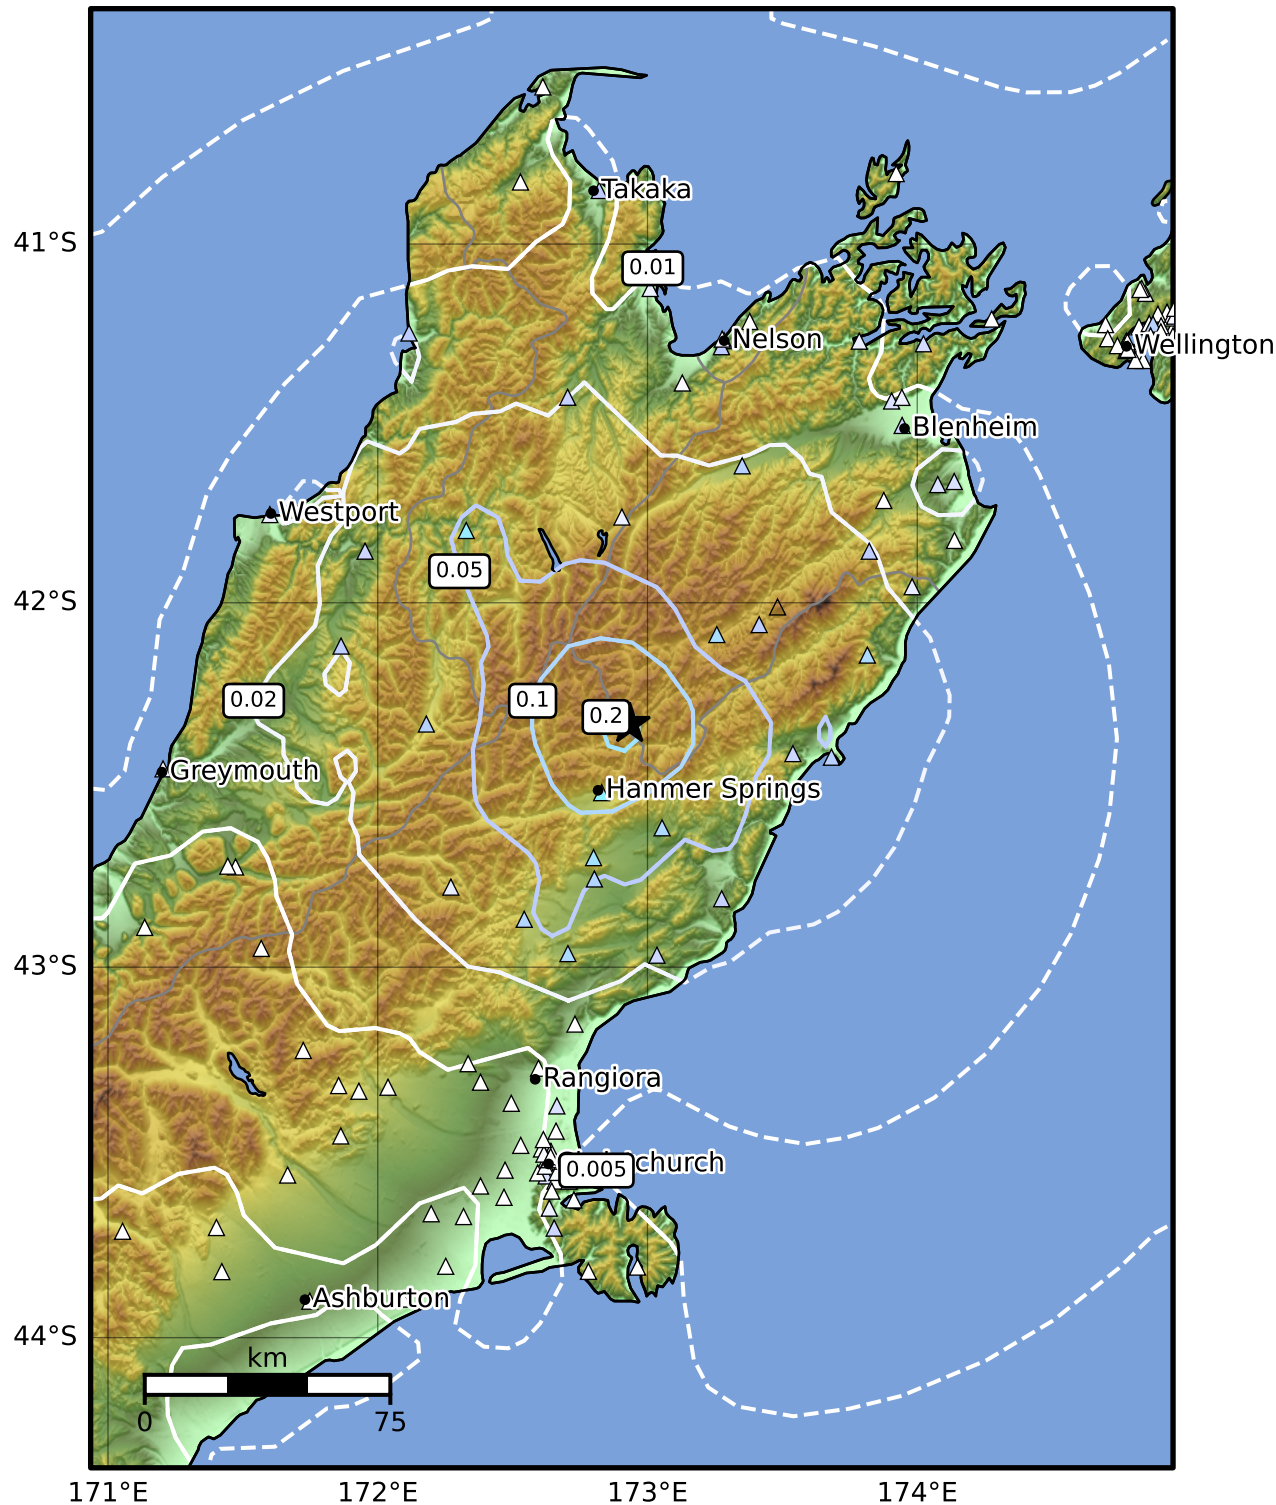 Takaka
41°S
0.01
Nelson
Wellington
Blenheim
Westport
0.05
42°S
0.02
0.1
0.2
Greymouth
Hanmer Springs
43°S
Rangiora
0.005
church
Ashburton
44°S
km
0
75
171°E
172°E
173°E
174°E